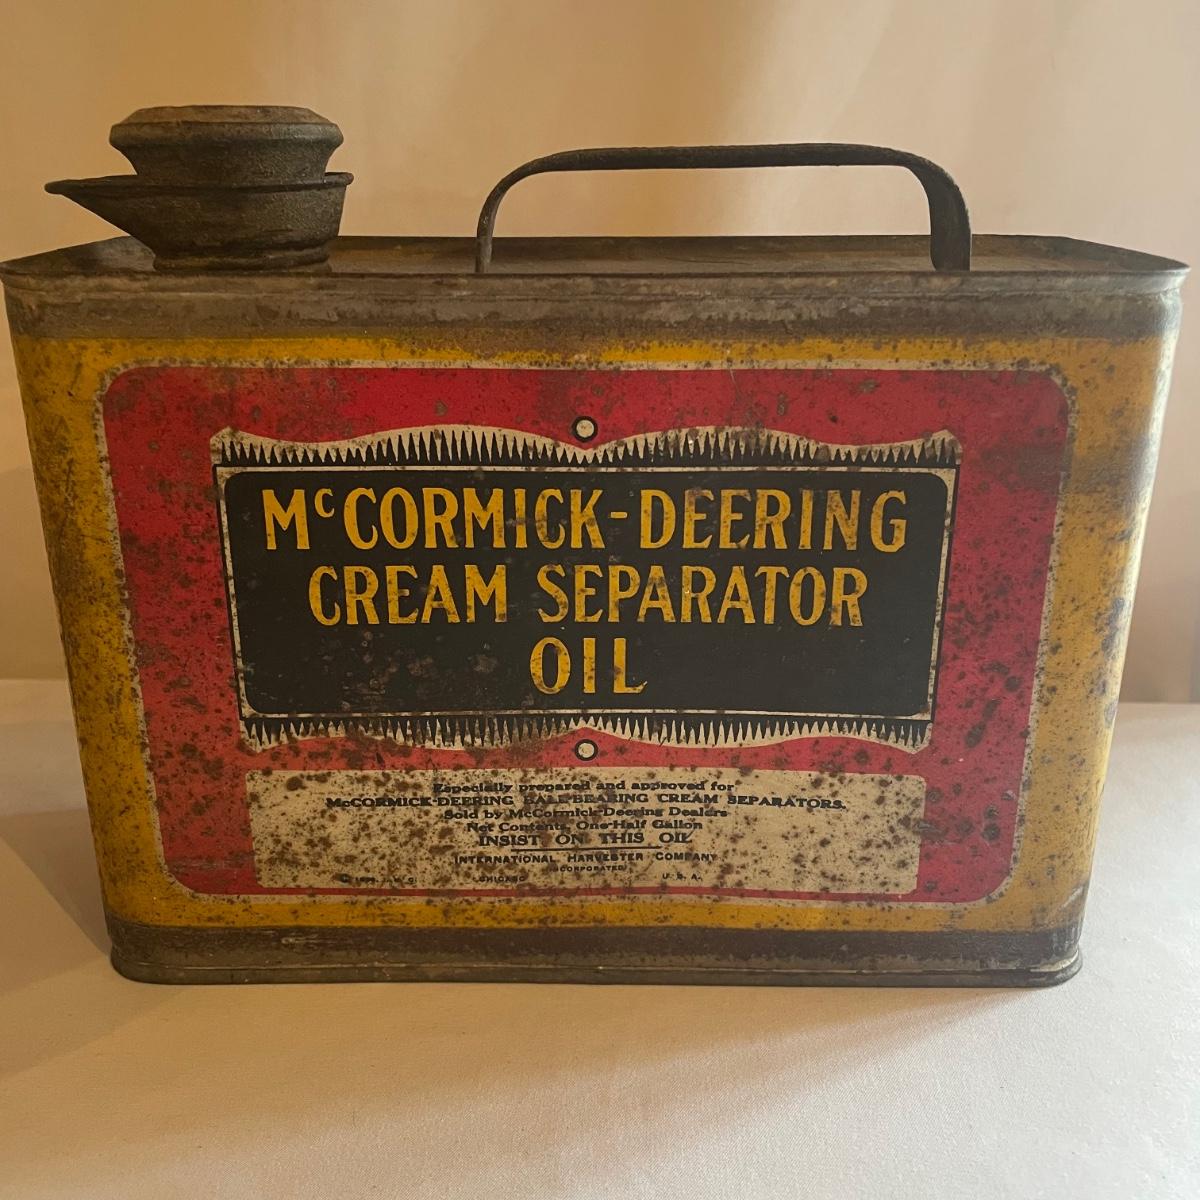 McCORMICK-DEERING
CREAM SEPARATOR
OIL
Especially prepared and approved for
McCORMICK-DEERING BALL-BEARING CREAM SEPARATORS.
Sold by McCormick-Deering Dealers
Net Contents, One-Half Gallon
INSIST ON THIS OIL
INTERNATIONAL HARVESTER COMPANY
INCORPORATED
CHICAGO U. S. A.